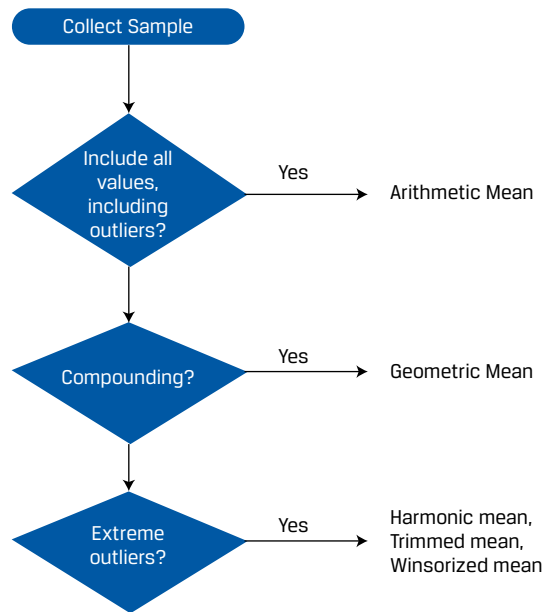 Collect Sample
Include all
values,
including
outliers?
Yes
Arithmetic Mean
Compounding?
Yes
Geometric Mean
Extreme
outliers?
Yes
Harmonic mean,
Trimmed mean,
Winsorized mean